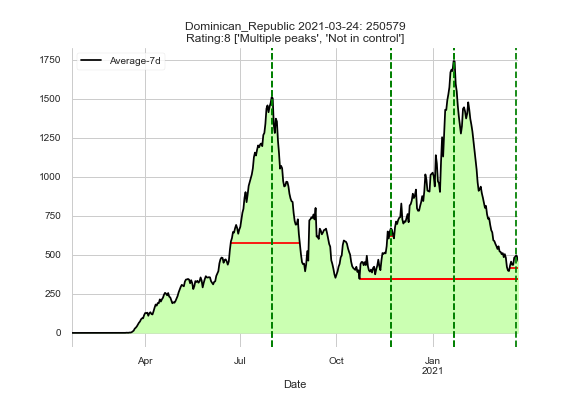 Dominican_Republic 2021-03-24: 250579
Rating:8 ['Multiple peaks', 'Not in control']
Average-7d
1750
1500
1250
1000
750
500
250
0
Apr
Jul
Oct
Jan
2021
Date